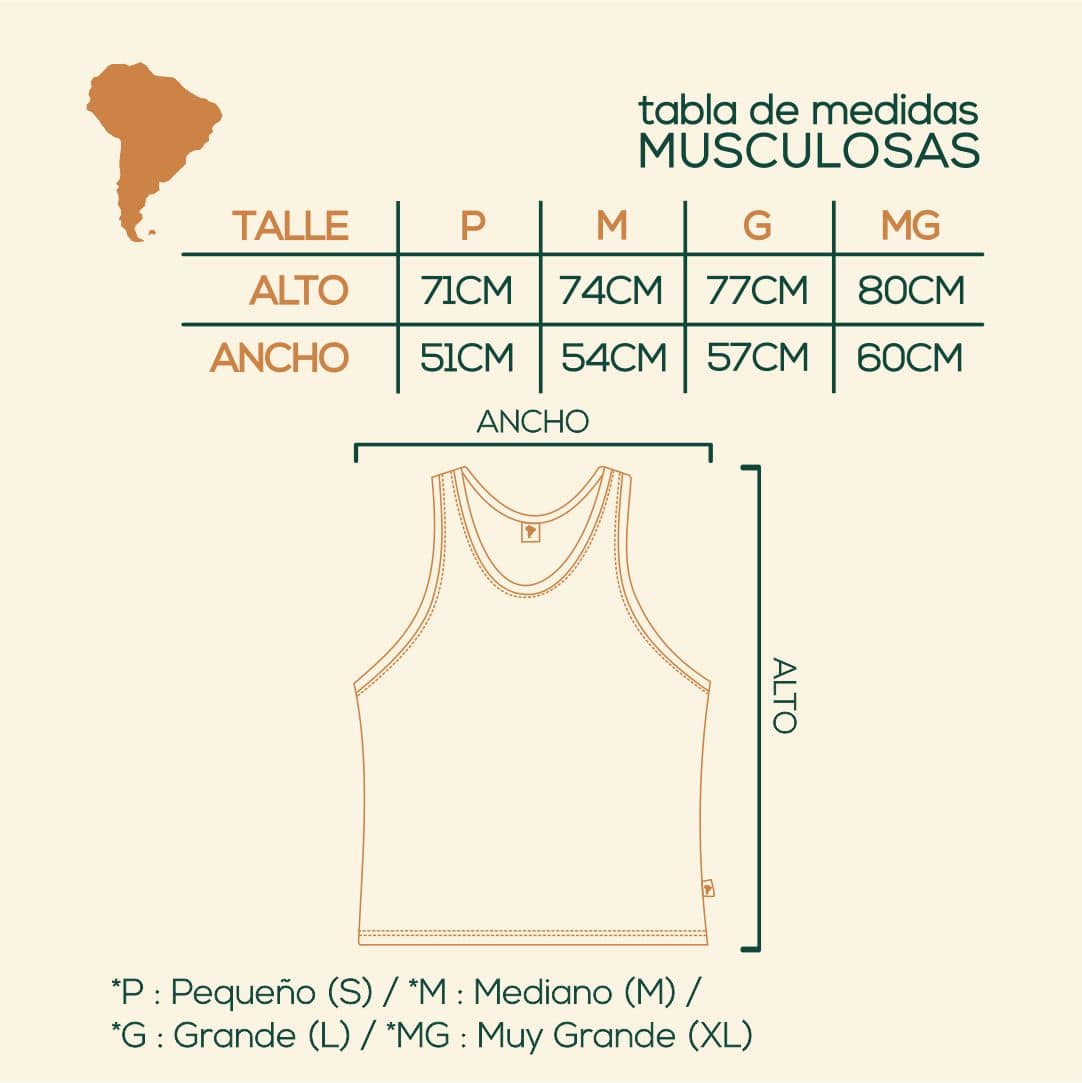 tabla de medidas
MUSCULOSAS
TALLE P M G MG
ALTO 71CM 74CM 77CM 80CM
ANCHO 51CM 54CM 57CM 60CM
ANCHO
ALTO
*P : Pequeño (S) / *M : Mediano (M) /
*G : Grande (L) / *MG : Muy Grande (XL)